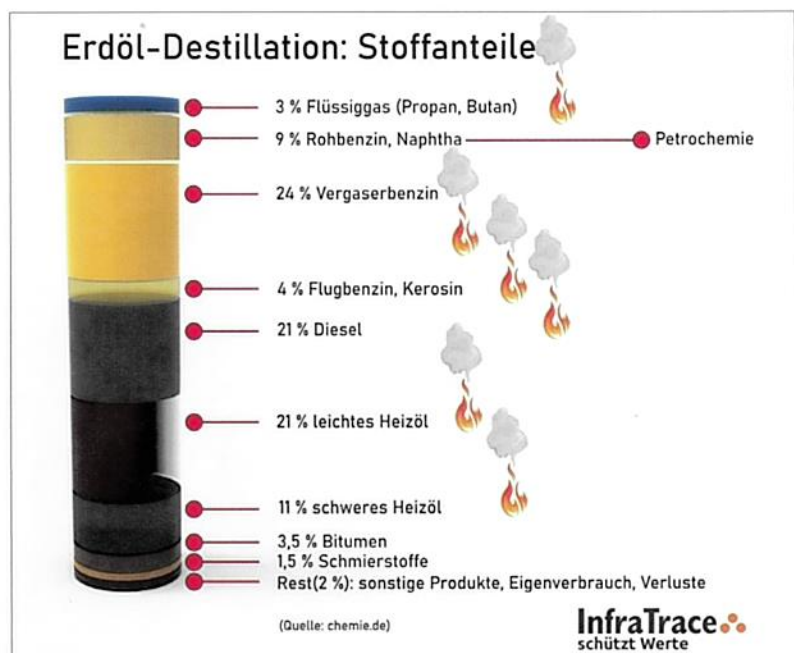 Erdöl-Destillation: Stoffanteile
3 % Flüssiggas (Propan, Butan)
9 % Rohbenzin, Naphtha
Petrochemie
24 % Vergaserbenzin
4 % Flugbenzin, Kerosin
21 % Diesel
21 % leichtes Heizöl
11 % schweres Heizöl
3,5 % Bitumen
1,5 % Schmierstoffe
Rest(2 %): sonstige Produkte, Eigenverbrauch, Verluste
(Quelle: chemie.de)
InfraTrace
schützt Werte